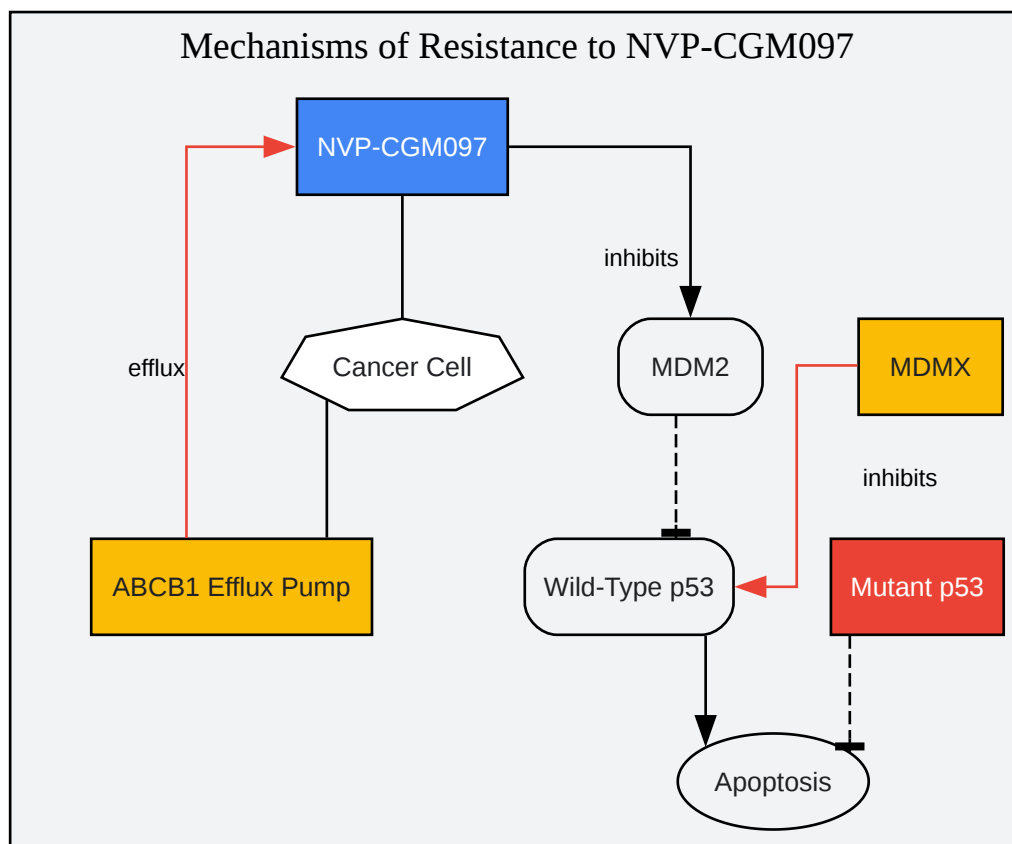 Mechanisms of Resistance to NVP-CGM097
NVP-CGM097
inhibits
efflux
Cancer Cell
MDM2
MDMX
inhibits
ABCB1 Efflux Pump
Wild-Type p53
Mutant p53
Apoptosis